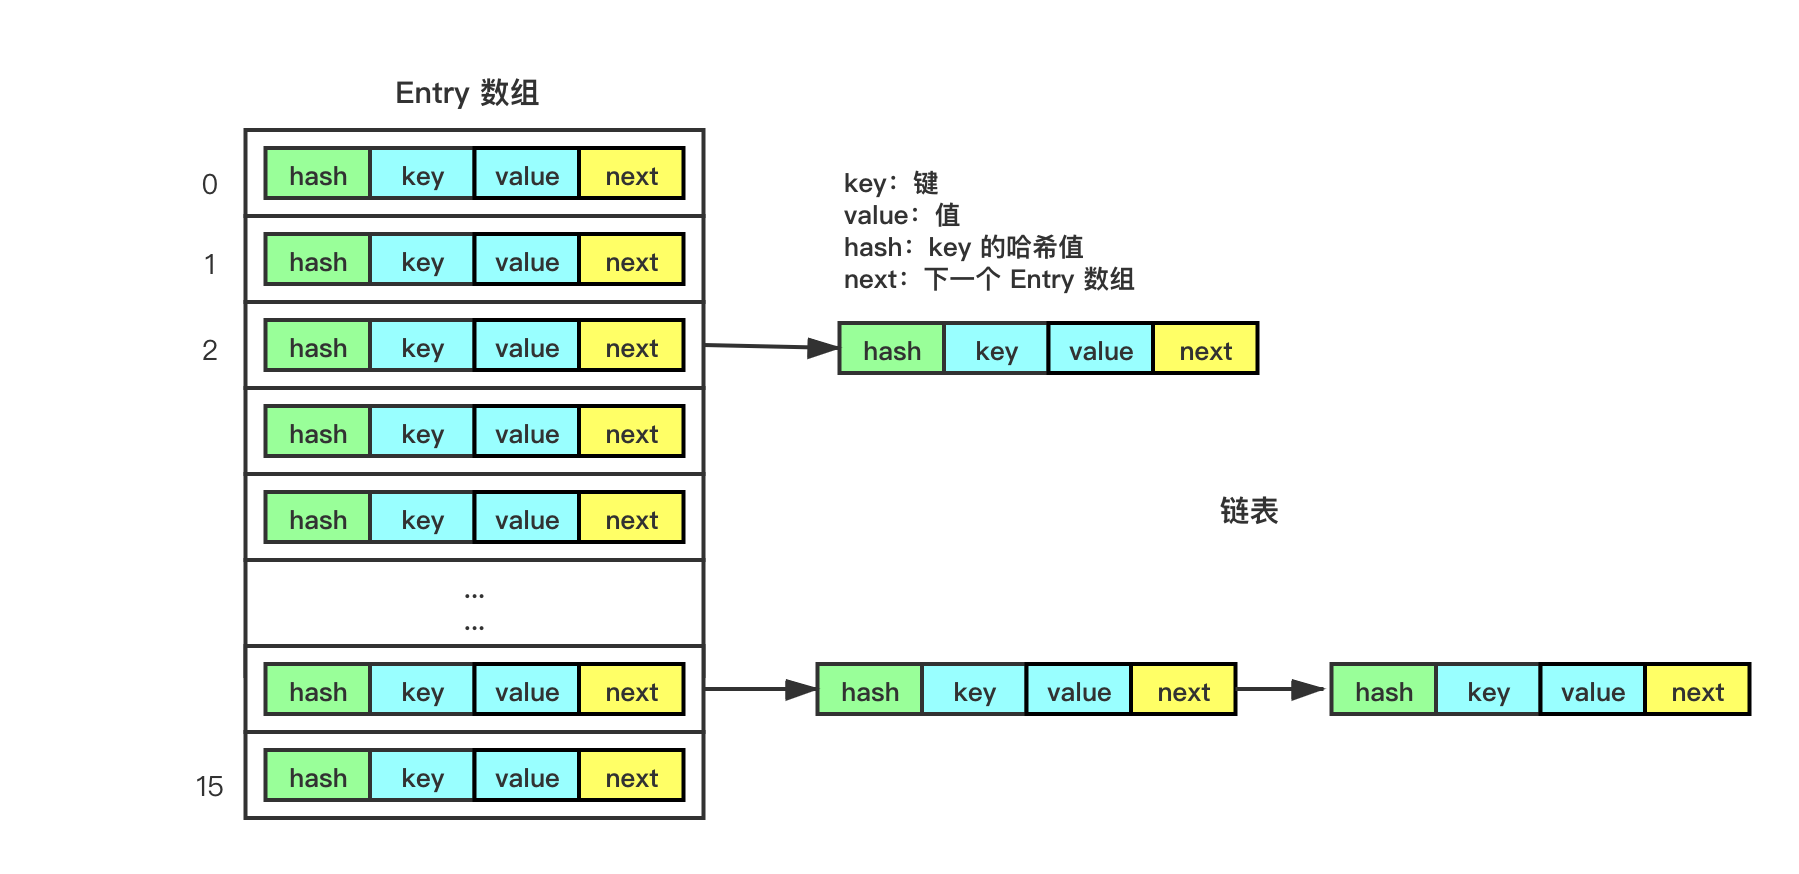 Entry 数组
0 hash key value next
key：键
value：值
hash：key 的哈希值
next：下一个 Entry 数组
1 hash key value next
2 hash key value next hash key value next
hash key value next
hash key value next
链表
...
...
hash key value next hash key value next hash key value next
15 hash key value next